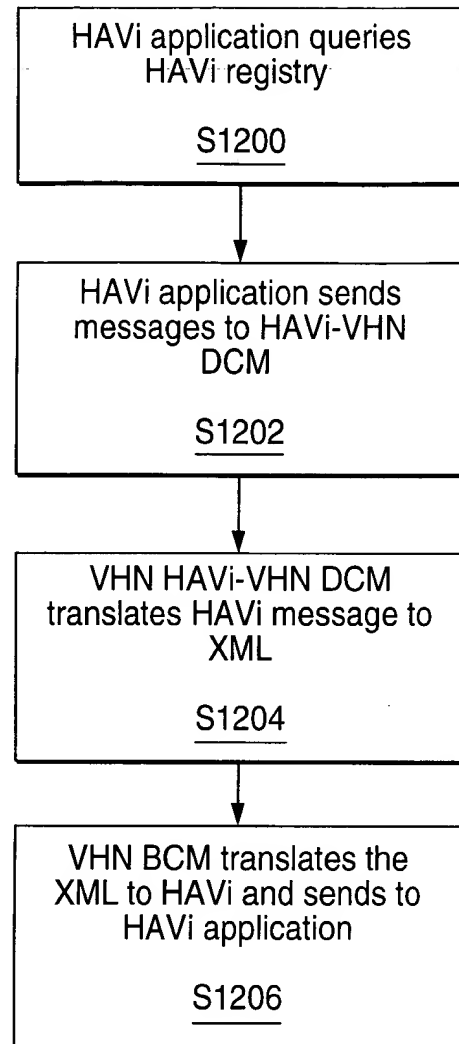 HAVi application queries
HAVi registry
S1200
HAVi application sends
messages to HAVi-VHN
DCM
S1202
VHN HAVi-VHN DCM
translates HAVi message to
XML
S1204
VHN BCM translates the
XML to HAVi and sends to
HAVi application
S1206